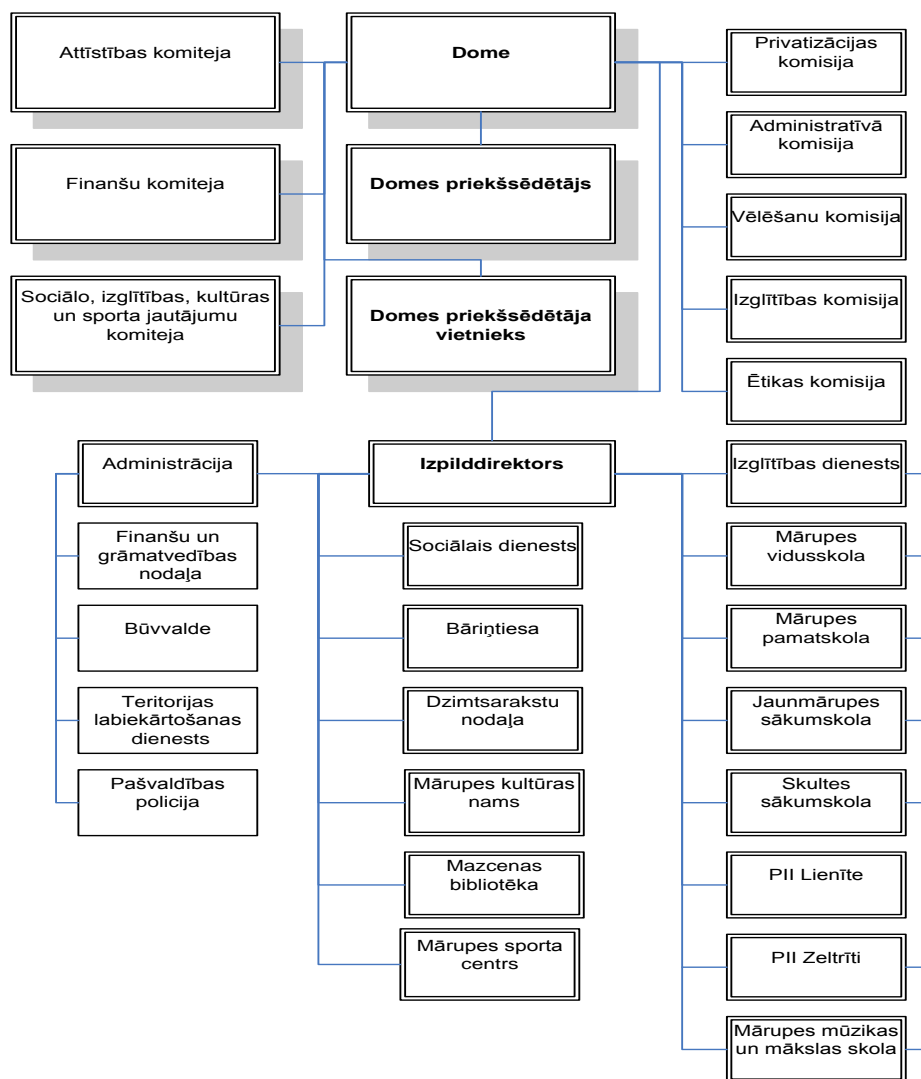 Attīstības komiteja
Dome
Privatizācijas
komisija
Administratīvā
komisija
Finanšu komiteja
Domes priekšsēdētājs
Vēlēšanu komisija
Sociālo, izglītības, kultūras
un sporta jautājumu
komiteja
Domes priekšsēdētāja
vietnieks
Izglītības komisija
Ētikas komisija
Administrācija
Izpilddirektors
Izglītības dienests
Finanšu un
grāmatvedības
nodaļa
Sociālais dienests
Mārupes
vidusskola
Būvvalde
Bāriņtiesa
Mārupes
pamatskola
Teritorijas
labiekārtošanas
dienests
Dzimtsarakstu
nodaļa
Jaunmārupes
sākumskola
Pašvaldības
policija
Mārupes kultūras
nams
Skultes
sākumskola
Mazcenas
bibliotēka
PII Lienīte
Mārupes sporta
centrs
PII Zeltrīti
Mārupes mūzikas
un mākslas skola